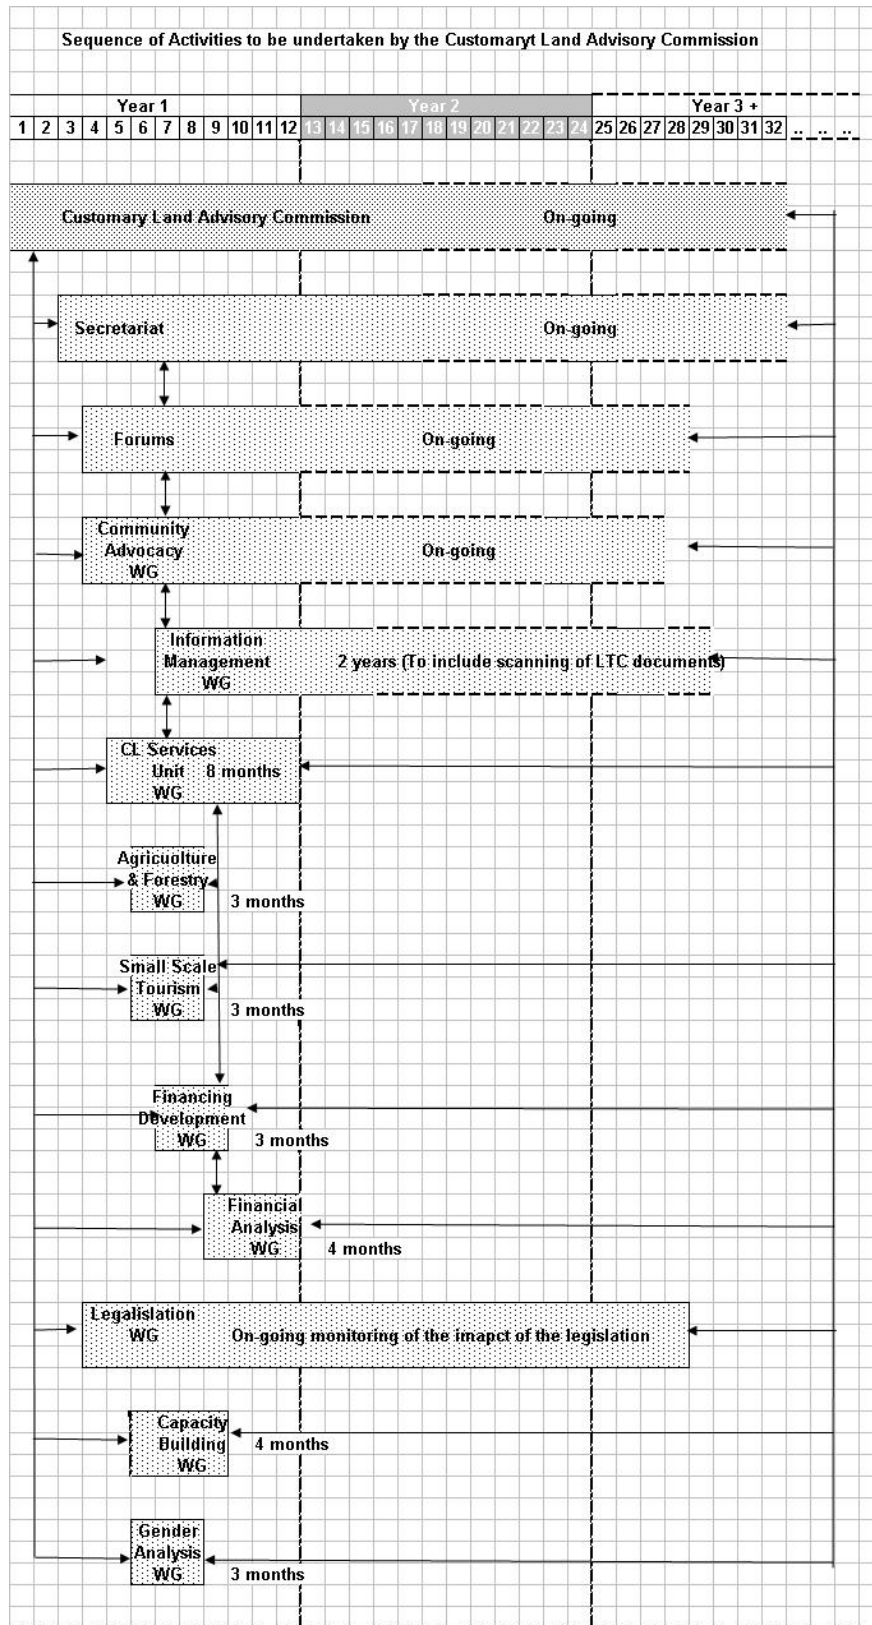 Sequence of Activities to be undertaken by the Customaryt Land Advisory Commission
Year 1 Year 2 Year 3 +
1 2 3 4 5 6 7 8 9 10 11 12 13 14 15 16 17 18 19 20 21 22 23 24 25 26 27 28 29 30 31 32 .. .. ..
Customary Land Advisory Commission On-going
Secretariat On-going
Forums On-going
Community
Advocacy On-going
WG
Information
Management 2 years (To include scanning of LTC documents)
WG
CL Services
Unit 8 months
WG
Agricuolture
& Forestry
WG 3 months
Small Scale
Tourism
WG 3 months
Financing
Development
WG 3 months
Financial
Analysis
WG 4 months
Legalislation
WG On-going monitoring of the imapct of the legislation
Capacity
Building 4 months
WG
Gender
Analysis
WG 3 months